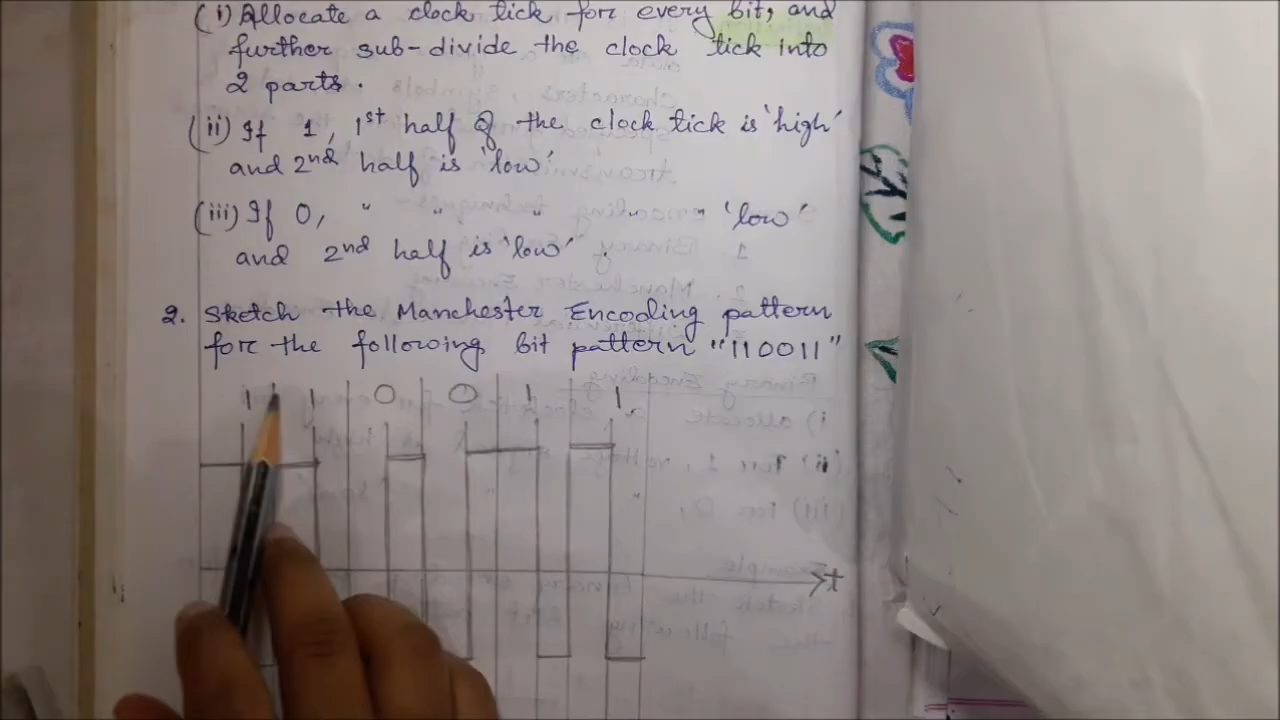 (i) Allocate a clock tick for every bit, and
further sub-divide the clock tick into
2 parts.
(ii) If 1, 1st half of the clock tick is 'high'
and 2nd half is 'low'
(iii) If 0, " " " " " 'low'
and 2nd half is 'low'.
2. Sketch the Manchester Encoding pattern
for the following bit pattern "110011"
1 1 0 0 1 1
t